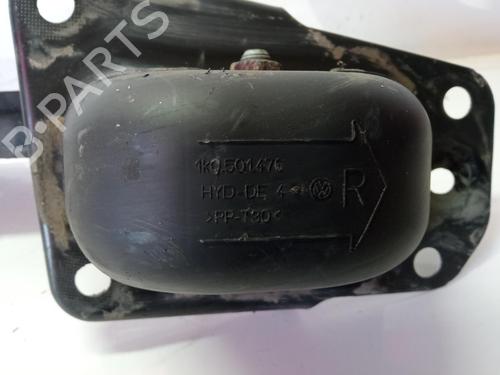 B-PARTS
1K0.501.476
HYD-DE 4
R
>PP-T30<